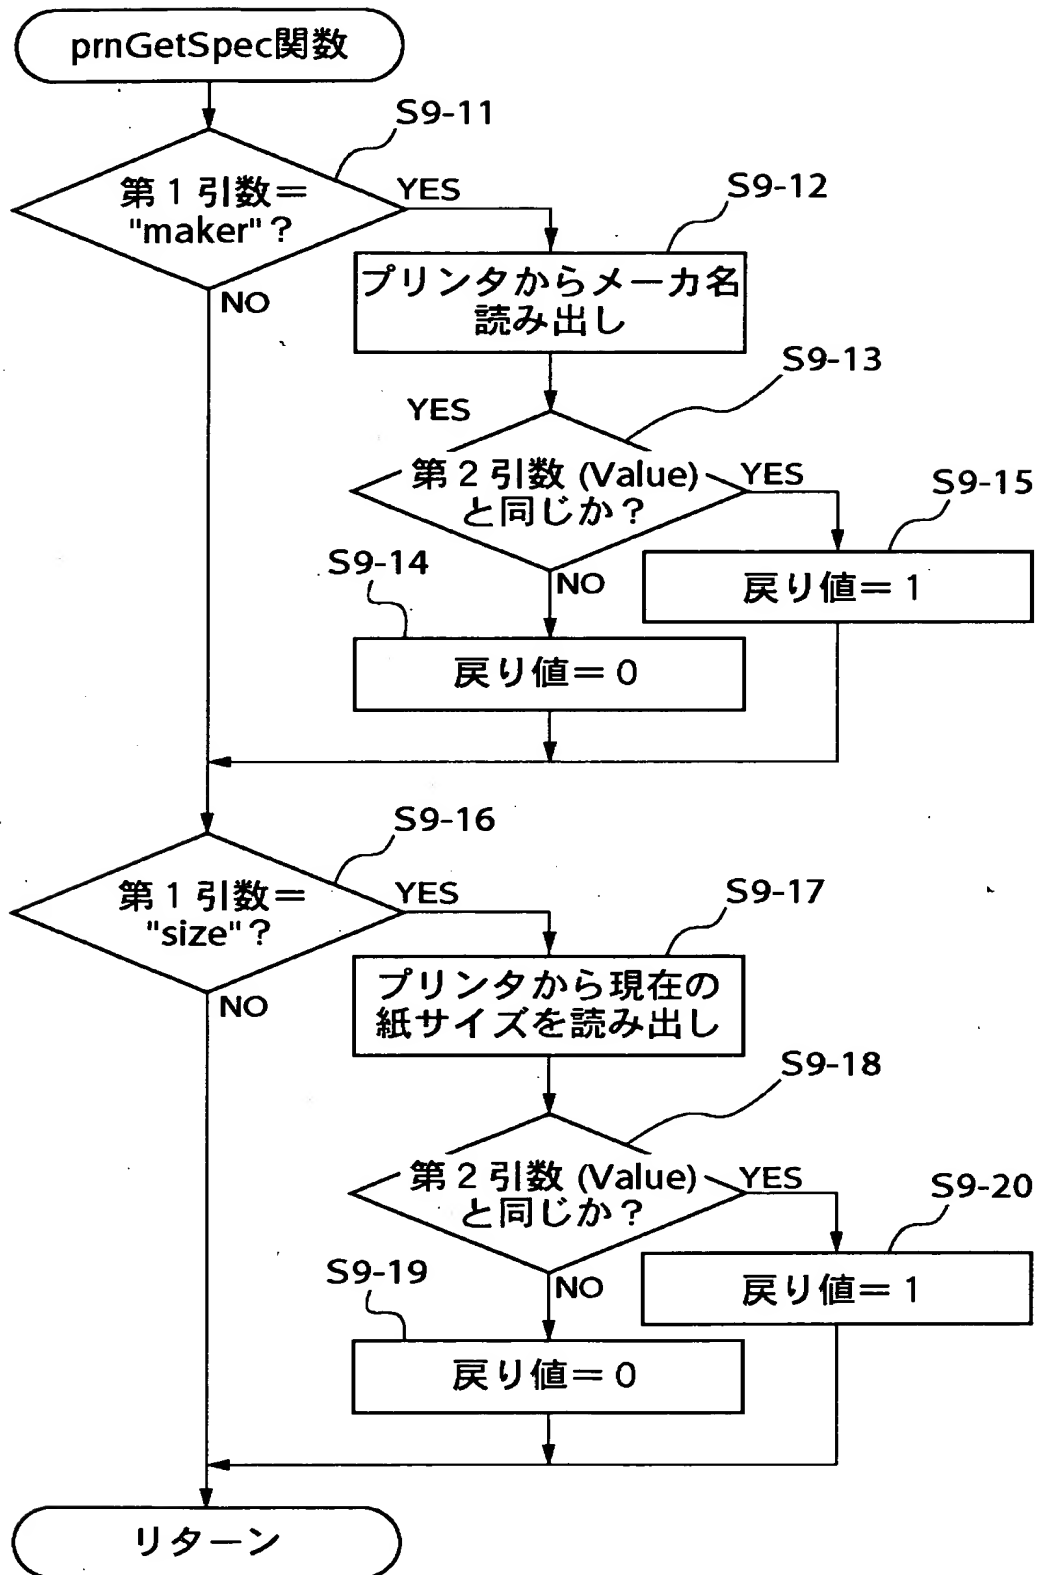 prnGetSpec関数
S9-11
第1引数＝
"maker"？
YES
NO
S9-12
プリンタからメーカ名
読み出し
S9-13
YES
第2引数 (Value)
と同じか？
YES
S9-15
戻り値＝1
S9-14
NO
戻り値＝0
S9-16
第1引数＝
"size"？
YES
NO
S9-17
プリンタから現在の
紙サイズを読み出し
S9-18
第2引数 (Value)
と同じか？
YES
S9-20
戻り値＝1
S9-19
NO
戻り値＝0
リターン